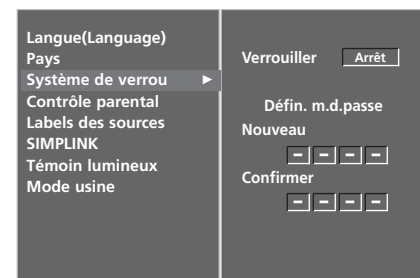 Langue(Language)
Pays
Système de verrou ►
Contrôle parental
Labels des sources
SIMPLINK
Témoin lumineux
Mode usine
Verrouiller Arrêt
Défin. m.d.passe
Nouveau
– – – –
Confirmer
– – – –